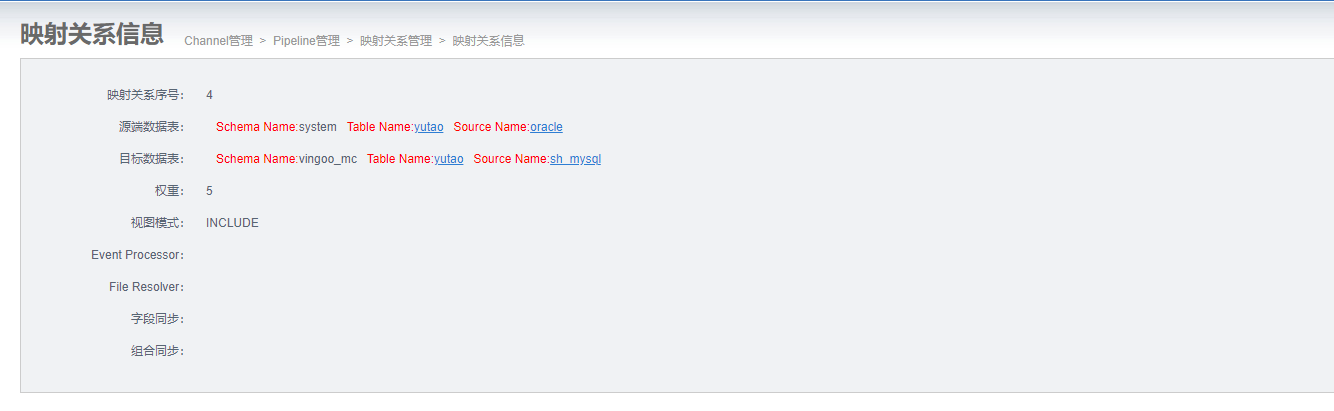 映射关系信息 Channel管理 > Pipeline管理 > 映射关系管理 > 映射关系信息
映射关系序号： 4
源端数据表： Schema Name:system Table Name:yutao Source Name:oracle
目标数据表： Schema Name:vingoo_mc Table Name:yutao Source Name:sh_mysql
权重： 5
视图模式： INCLUDE
Event Processor：
File Resolver：
字段同步：
组合同步：